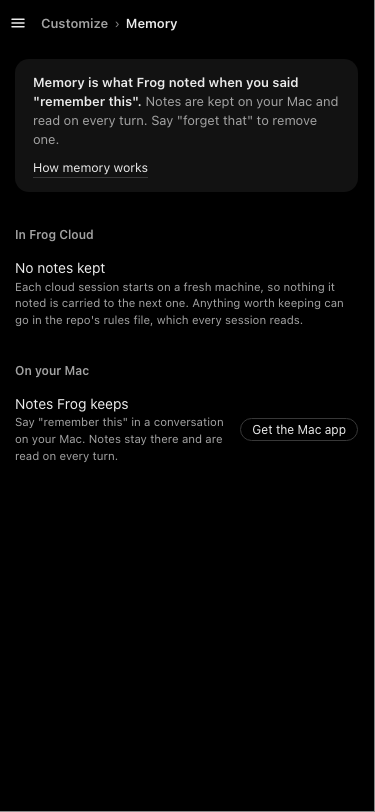 Customize › Memory
Memory is what Frog noted when you said
"remember this". Notes are kept on your Mac and
read on every turn. Say "forget that" to remove
one.
How memory works
In Frog Cloud
No notes kept
Each cloud session starts on a fresh machine, so nothing it
noted is carried to the next one. Anything worth keeping can
go in the repo's rules file, which every session reads.
On your Mac
Notes Frog keeps
Say "remember this" in a conversation
on your Mac. Notes stay there and are
read on every turn.
Get the Mac app